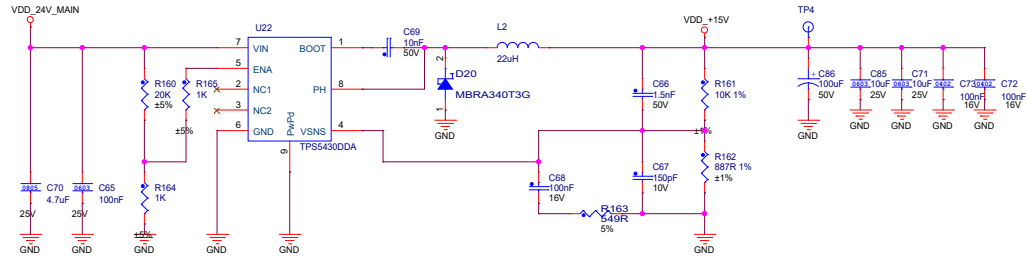 VDD_24V_MAIN
U22
7 VIN BOOT 1
5 ENA
2 NC1 PH 8
3 NC2
6 GND VSNS 4
PwPd
9
TPS5430DDA
R160
20K
±5%
R165
1K
±5%
R164
1K
±5%
0805
C70
4.7uF
25V
0603
C65
100nF
25V
GND
GND
GND
GND
GND
C69
10nF
50V
L2
22uH
2
D20
MBRA340T3G
1
GND
VDD_+15V
C66
1.5nF
50V
R161
10K 1%
±1%
R162
887R 1%
±1%
C67
150pF
10V
C68
100nF
16V
R163
549R
5%
GND
TP4
C86
100uF
50V
0603
C85
10uF
25V
0603
C71
10uF
25V
0402
C73
100nF
16V
0402
C72
100nF
16V
GND
GND
GND
GND
GND